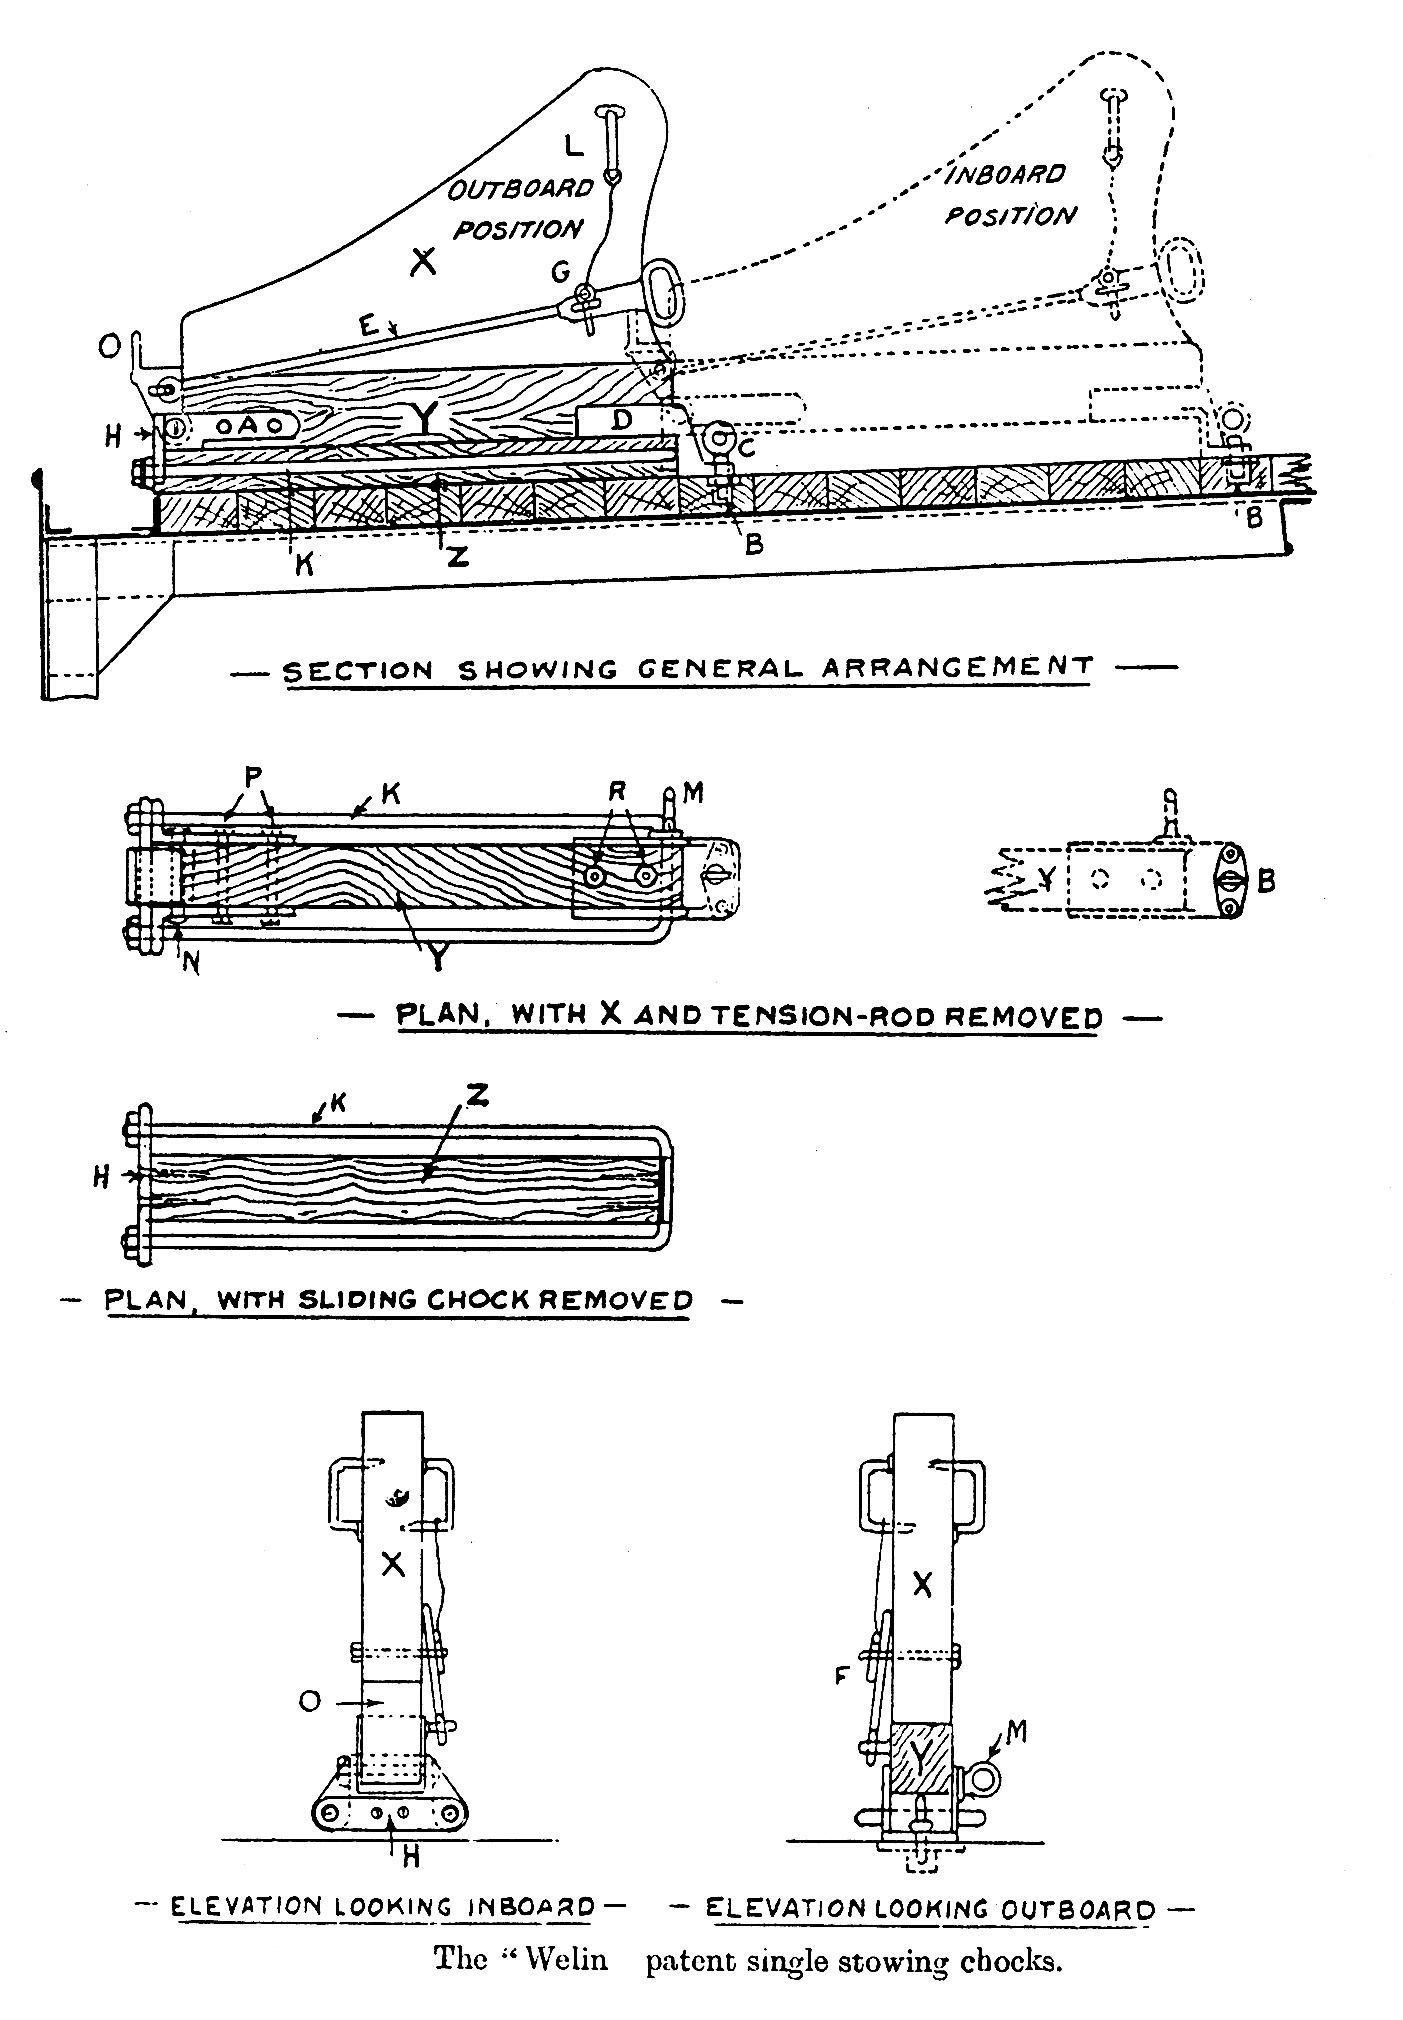 L
OUTBOARD
POSITION
X
G
E
O
INBOARD
POSITION
H
A
Y
D
C
K
Z
B
B
— SECTION SHOWING GENERAL ARRANGEMENT —
P
K
R
M
N
Y
Y
B
— PLAN, WITH X AND TENSION-ROD REMOVED —
K
Z
H
— PLAN, WITH SLIDING CHOCK REMOVED —
X
O
H
X
F
Y
M
— ELEVATION LOOKING INBOARD —
— ELEVATION LOOKING OUTBOARD —
The “ Welin patent single stowing chocks.